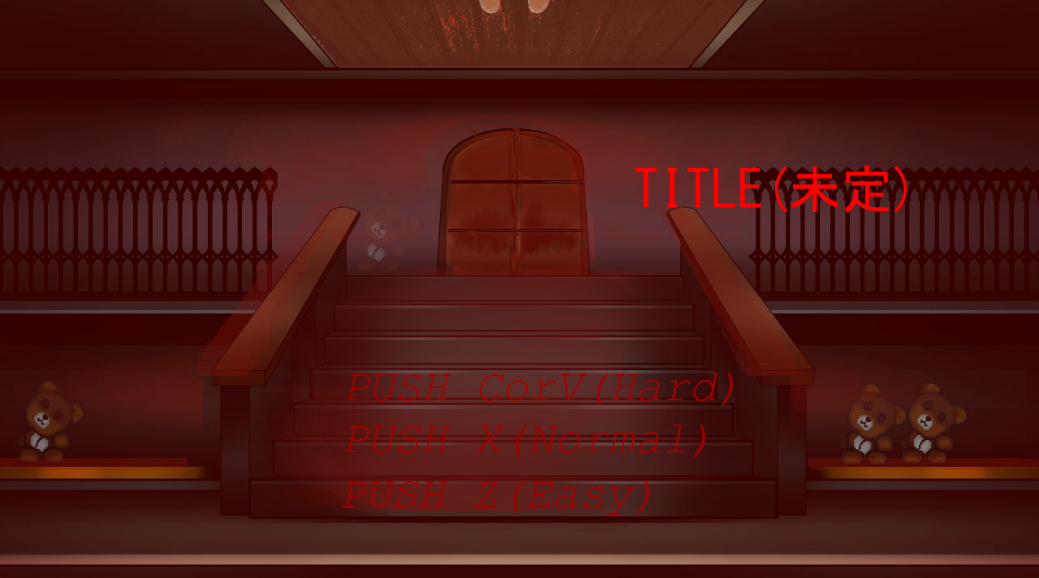 TITLE(未定)
PUSH CorV(Hard)
PUSH X(Normal)
PUSH Z(Easy)